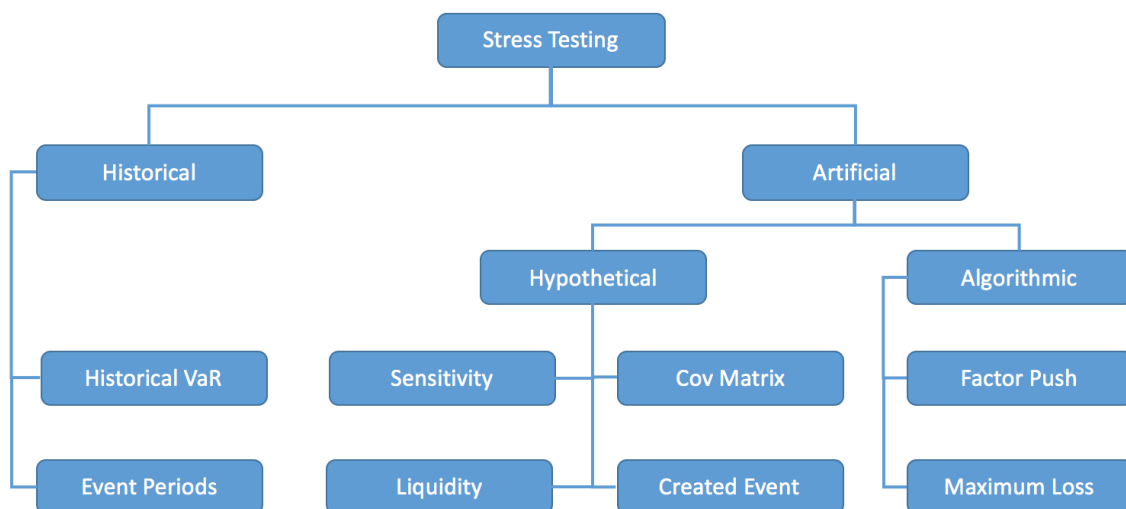 Stress Testing
Historical
Artificial
Hypothetical
Algorithmic
Historical VaR
Sensitivity
Cov Matrix
Factor Push
Event Periods
Liquidity
Created Event
Maximum Loss